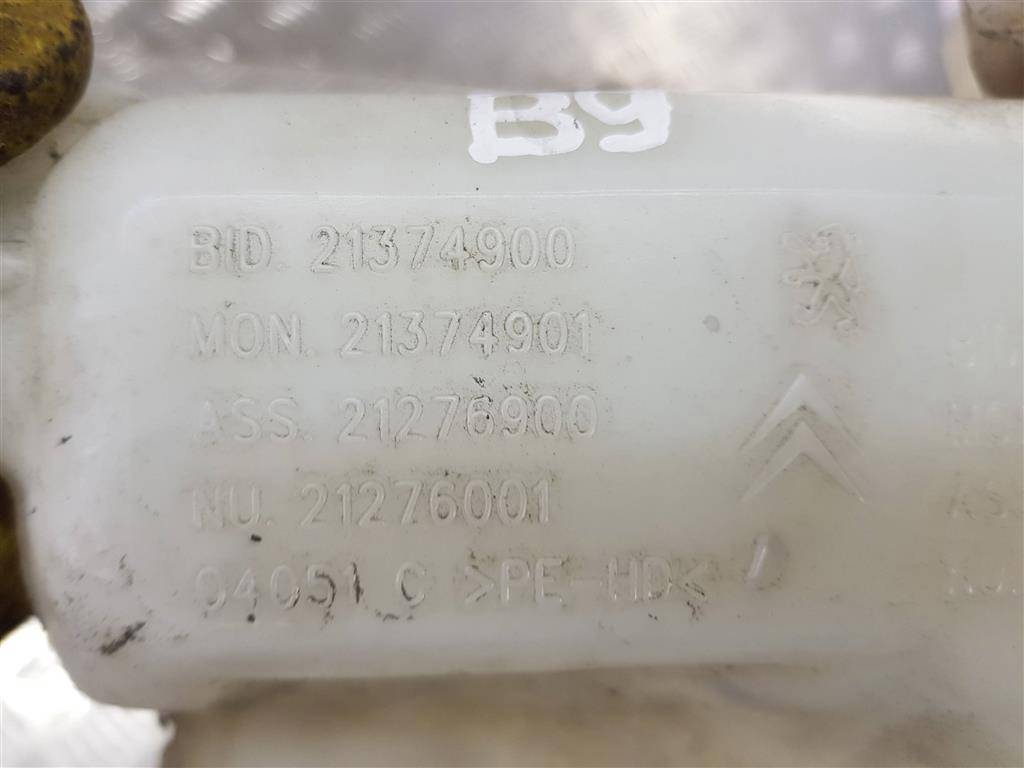 B9
BID. 21374900
MON. 21374901
ASS. 21276900
NU. 21276001
94051 C >PE-HD<